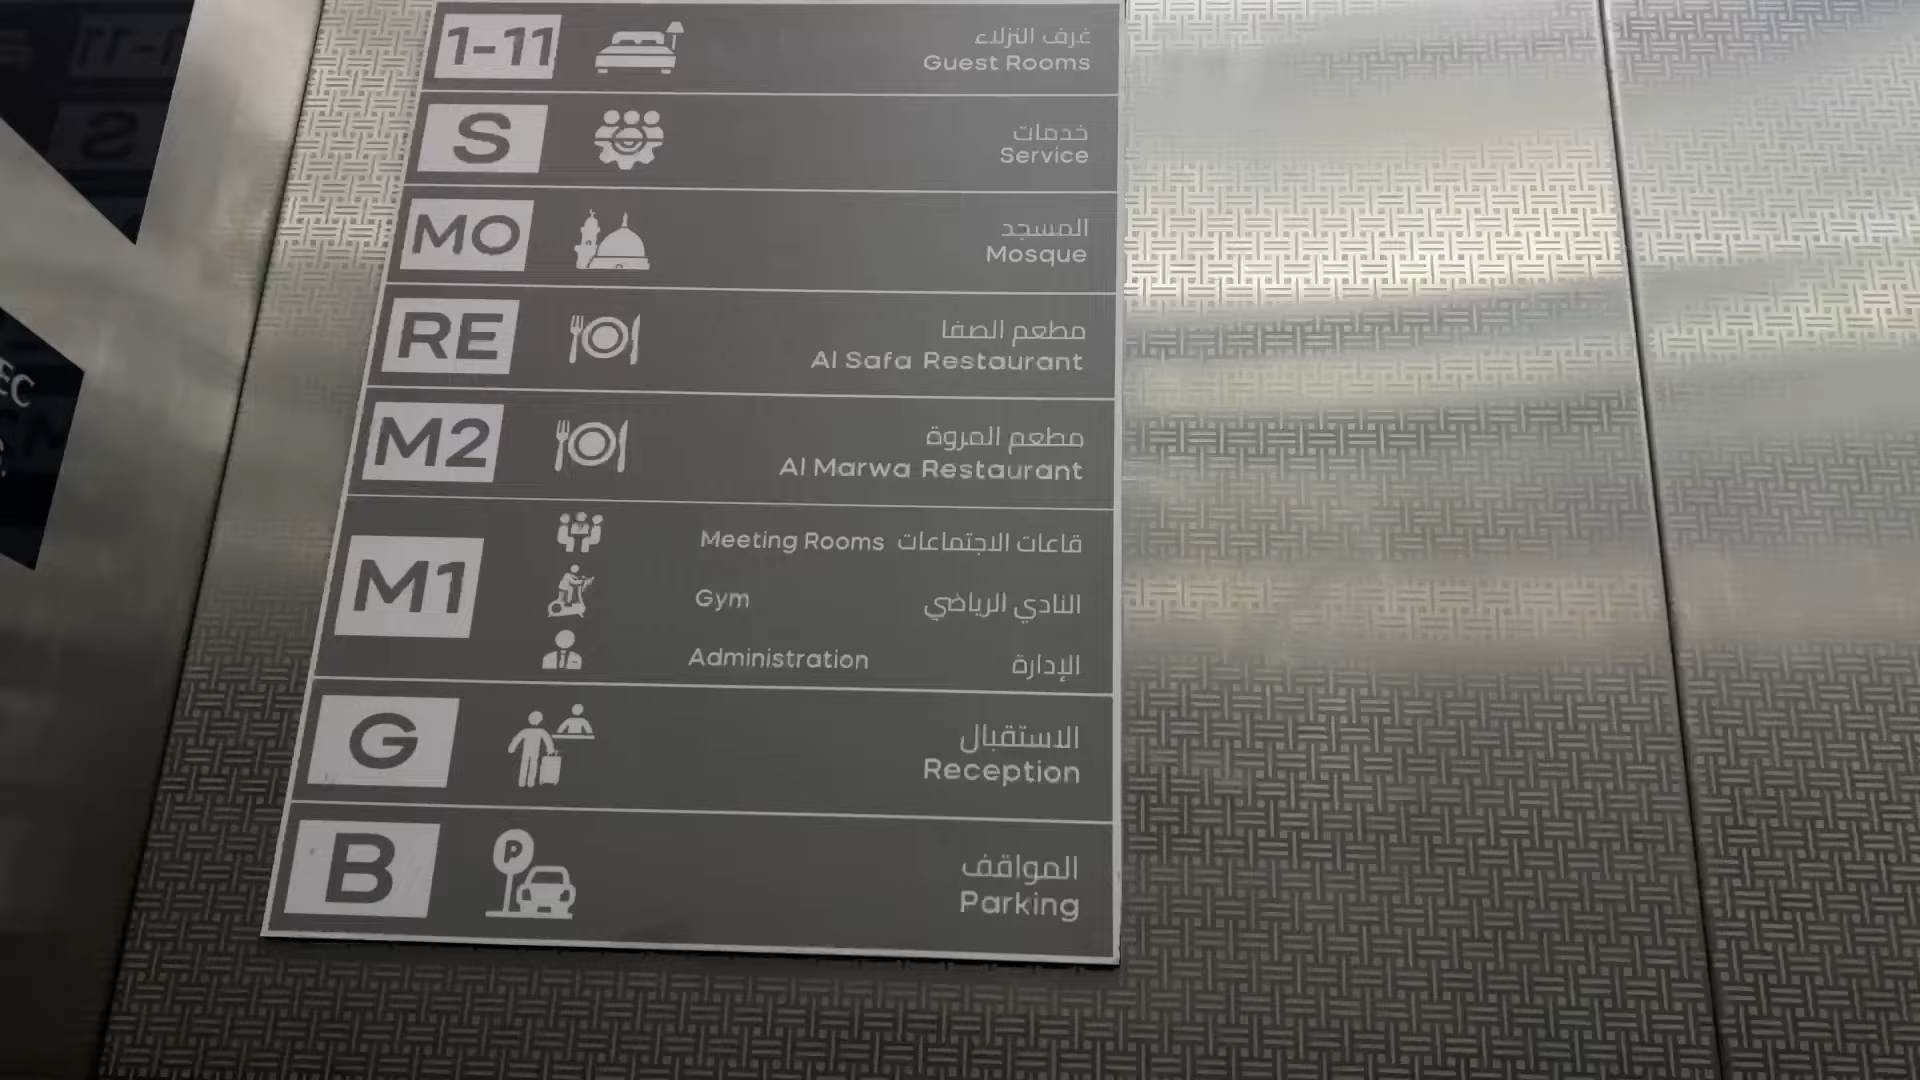 1-11
غرف النزلاء
Guest Rooms
S
خدمات
Service
MO
المسجد
Mosque
RE
مطعم الصفا
Al Safa Restaurant
M2
مطعم المروة
Al Marwa Restaurant
M1
Meeting Rooms قاعات الاجتماعات
Gym النادي الرياضي
Administration الإدارة
G
الاستقبال
Reception
B
P
المواقف
Parking